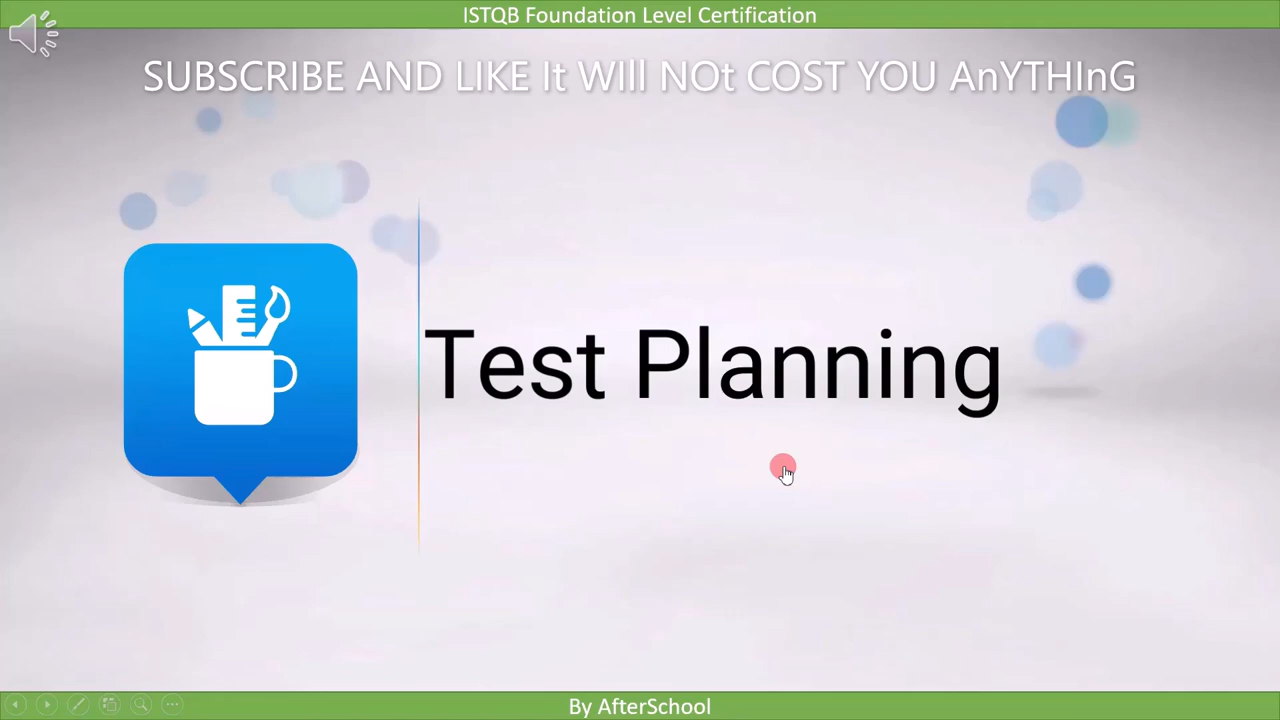 ISTQB Foundation Level Certification
SUBSCRIBE AND LIKE It WIll NOt COST YOU AnYTHInG
Test Planning
By AfterSchool